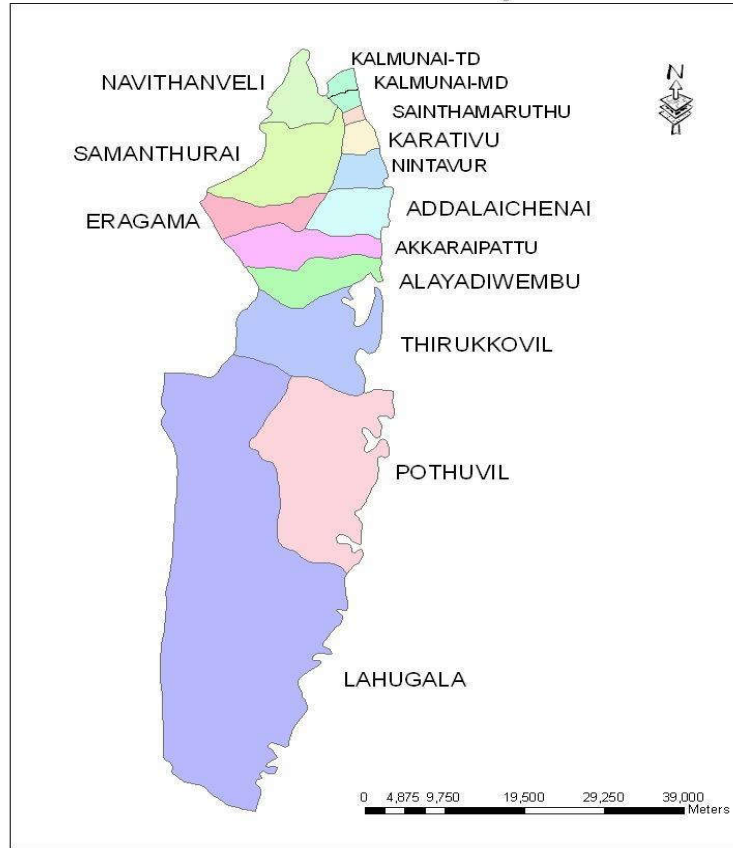 KALMUNAI-TD
NAVITHANVELI
KALMUNAI-MD
N
SAINTHAMARUTHU
KARATIVU
SAMANTHURAI
NINTAVUR
ERAGAMA
ADDALAICHENAI
AKKARAIPATTU
ALAYADIWEMBU
THIRUKKOVIL
POTHUVIL
LAHUGALA
0 4,875 9,750 19,500 29,250 39,000
Meters